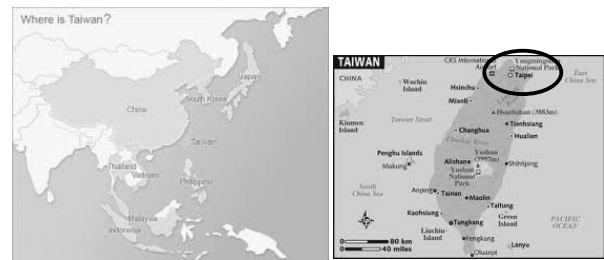 Where is Taiwan?
China
Japan
South Korea
Taiwan
Thailand
Vietnam
Philippine
Malaysia
Indonesia
TAIWAN
CKS International
Airport
Yangmingshan
National Park
Taipei
East
China Sea
CHINA
Wuchiu
Island
Hsinchu
Miaoli
Kinmen
Island
Taiwan Strait
(3883m)
Tienhsiang
Changhua
Hualien
Penghu Islands
Makung
Alishan
Yushan
(3997m)
Yushan
National
Park
Shihtiping
South
China Sea
Anping
Tainan
Maolin
Taitung
Kaohsiung
Green
Island
Liuchiu
Island
Tungkang
PACIFIC
OCEAN
Fengkang
Lanyu
Oluanpi
0 80 km
0 40 miles